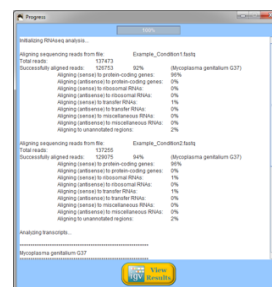 Progress
100%
Initializing RNAseq analysis...
Aligning sequencing reads from file: Example_Condition1.fastq
Total reads: 137473
Successfully aligned reads: 126753 92% (Mycoplasma genitalium G37)
Aligning (sense) to protein-coding genes: 96%
Aligning (antisense) to protein-coding genes: 0%
Aligning (sense) to ribosomal RNAs: 0%
Aligning (antisense) to ribosomal RNAs: 0%
Aligning (sense) to transfer RNAs: 1%
Aligning (antisense) to transfer RNAs: 0%
Aligning (sense) to miscellaneous RNAs: 0%
Aligning (antisense) to miscellaneous RNAs: 0%
Aligning to unannotated regions: 2%
Aligning sequencing reads from file: Example_Condition2.fastq
Total reads: 137255
Successfully aligned reads: 129075 94% (Mycoplasma genitalium G37)
Aligning (sense) to protein-coding genes: 96%
Aligning (antisense) to protein-coding genes: 0%
Aligning (sense) to ribosomal RNAs: 1%
Aligning (antisense) to ribosomal RNAs: 0%
Aligning (sense) to transfer RNAs: 1%
Aligning (antisense) to transfer RNAs: 0%
Aligning (sense) to miscellaneous RNAs: 0%
Aligning (antisense) to miscellaneous RNAs: 0%
Aligning to unannotated regions: 2%
Analyzing transcripts...
Mycoplasma genitalium G37
igv View
Results